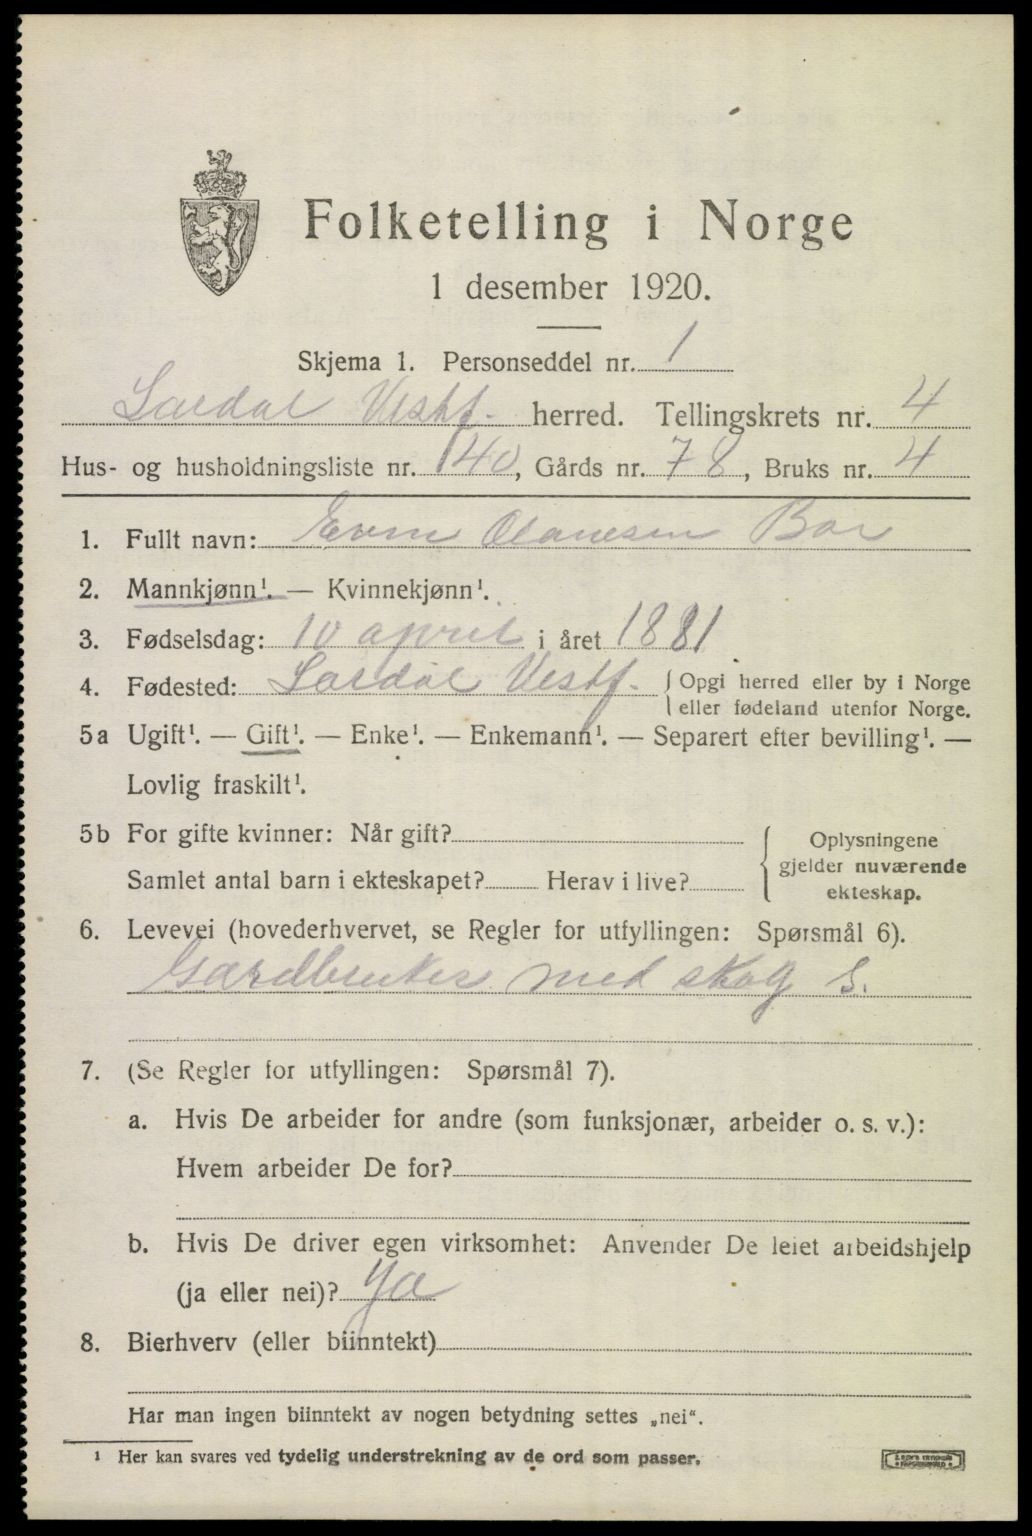 Folketelling i Norge
1 desember 1920.
Skjema 1. Personseddel nr. 1
Lardal Vestf. herred. Tellingskrets nr. 4
Hus- og husholdningsliste nr. 140, Gårds nr. 78, Bruks nr. 4
1. Fullt navn: Even
2. Mannkjønn¹. — Kvinnekjønn¹.
3. Fødselsdag: 10 april i året 1881
4. Fødested: Lardal Vestf. { Opgi herred eller by i Norge
eller fødeland utenfor Norge.
5a Ugift¹. — Gift¹. — Enke¹. — Enkemann¹. — Separert efter bevilling¹. —
Lovlig fraskilt¹.
5b For gifte kvinner: Når gift? { Oplysningene
gjelder nuværende
Samlet antal barn i ekteskapet? Herav i live?
ekteskap.
6. Levevei (hovederhvervet, se Regler for utfyllingen: Spørsmål 6).
Gardbruker med skog S.
7. (Se Regler for utfyllingen: Spørsmål 7).
a. Hvis De arbeider for andre (som funksjonær, arbeider o. s. v.):
Hvem arbeider De for?
b. Hvis De driver egen virksomhet: Anvender De leiet arbeidshjelp
(ja eller nei)? Ja
8. Bierhverv (eller biinntekt)
Har man ingen biinntekt av nogen betydning settes „nei“.
¹ Her kan svares ved tydelig understrekning av de ord som passer.